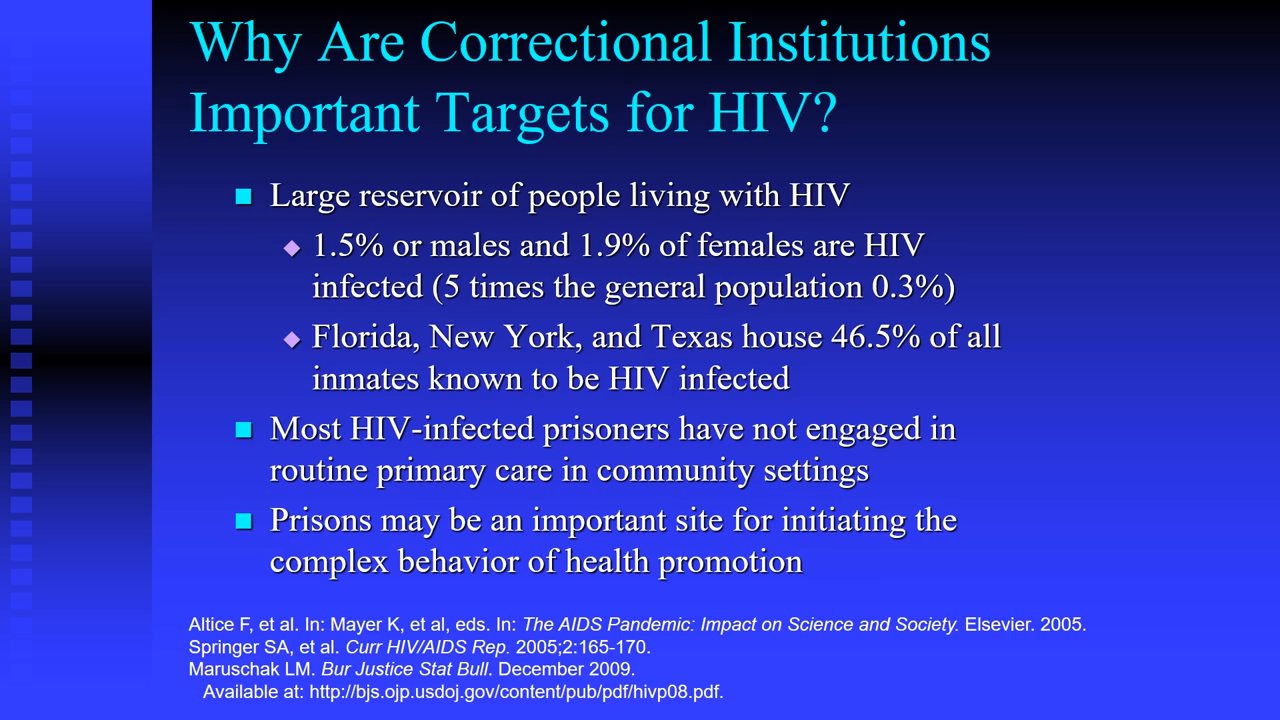 Why Are Correctional Institutions
Important Targets for HIV?
Large reservoir of people living with HIV
1.5% or males and 1.9% of females are HIV
infected (5 times the general population 0.3%)
Florida, New York, and Texas house 46.5% of all
inmates known to be HIV infected
Most HIV-infected prisoners have not engaged in
routine primary care in community settings
Prisons may be an important site for initiating the
complex behavior of health promotion
Altice F, et al. In: Mayer K, et al, eds. In: The AIDS Pandemic: Impact on Science and Society. Elsevier. 2005.
Springer SA, et al. Curr HIV/AIDS Rep. 2005;2:165-170.
Maruschak LM. Bur Justice Stat Bull. December 2009.
Available at: http://bjs.ojp.usdoj.gov/content/pub/pdf/hivp08.pdf.